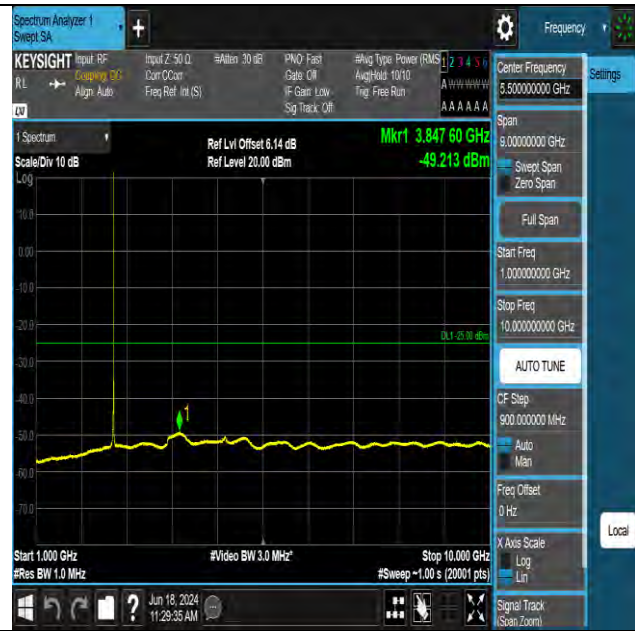 Spectrum Analyzer 1
Swept SA
Frequency
KEYSIGHT
RL
Input: RF
Coupling: DC
Align: Auto
Input Z: 50 Ω
Corr CCorr
Freq Ref: Int (S)
#Atten: 30 dB
PNO: Fast
Gate: Off
IF Gain: Low
Sig Track: Off
#Avg Type: Power (RMS
Avg|Hold: 10/10
Trig: Free Run
1 2 3 4 5 6
A W W W W W
A A A A A A
LXI
1 Spectrum
Scale/Div 10 dB
Log
Ref Lvl Offset 6.14 dB
Ref Level 20.00 dBm
Mkr1 3.847 60 GHz
-49.213 dBm
10.0
0.00
-10.0
-20.0
DL1 -25.00 dBm
-30.0
-40.0
1
-50.0
-60.0
-70.0
Start 1.000 GHz
#Res BW 1.0 MHz
#Video BW 3.0 MHz*
Stop 10.000 GHz
#Sweep ~1.00 s (20001 pts)
Jun 18, 2024
11:29:35 AM
Center Frequency
5.500000000 GHz
Settings
Span
9.00000000 GHz
Swept Span
Zero Span
Full Span
Start Freq
1.000000000 GHz
Stop Freq
10.000000000 GHz
AUTO TUNE
CF Step
900.000000 MHz
Auto
Man
Freq Offset
0 Hz
X Axis Scale
Log
Lin
Local
Signal Track
(Span Zoom)